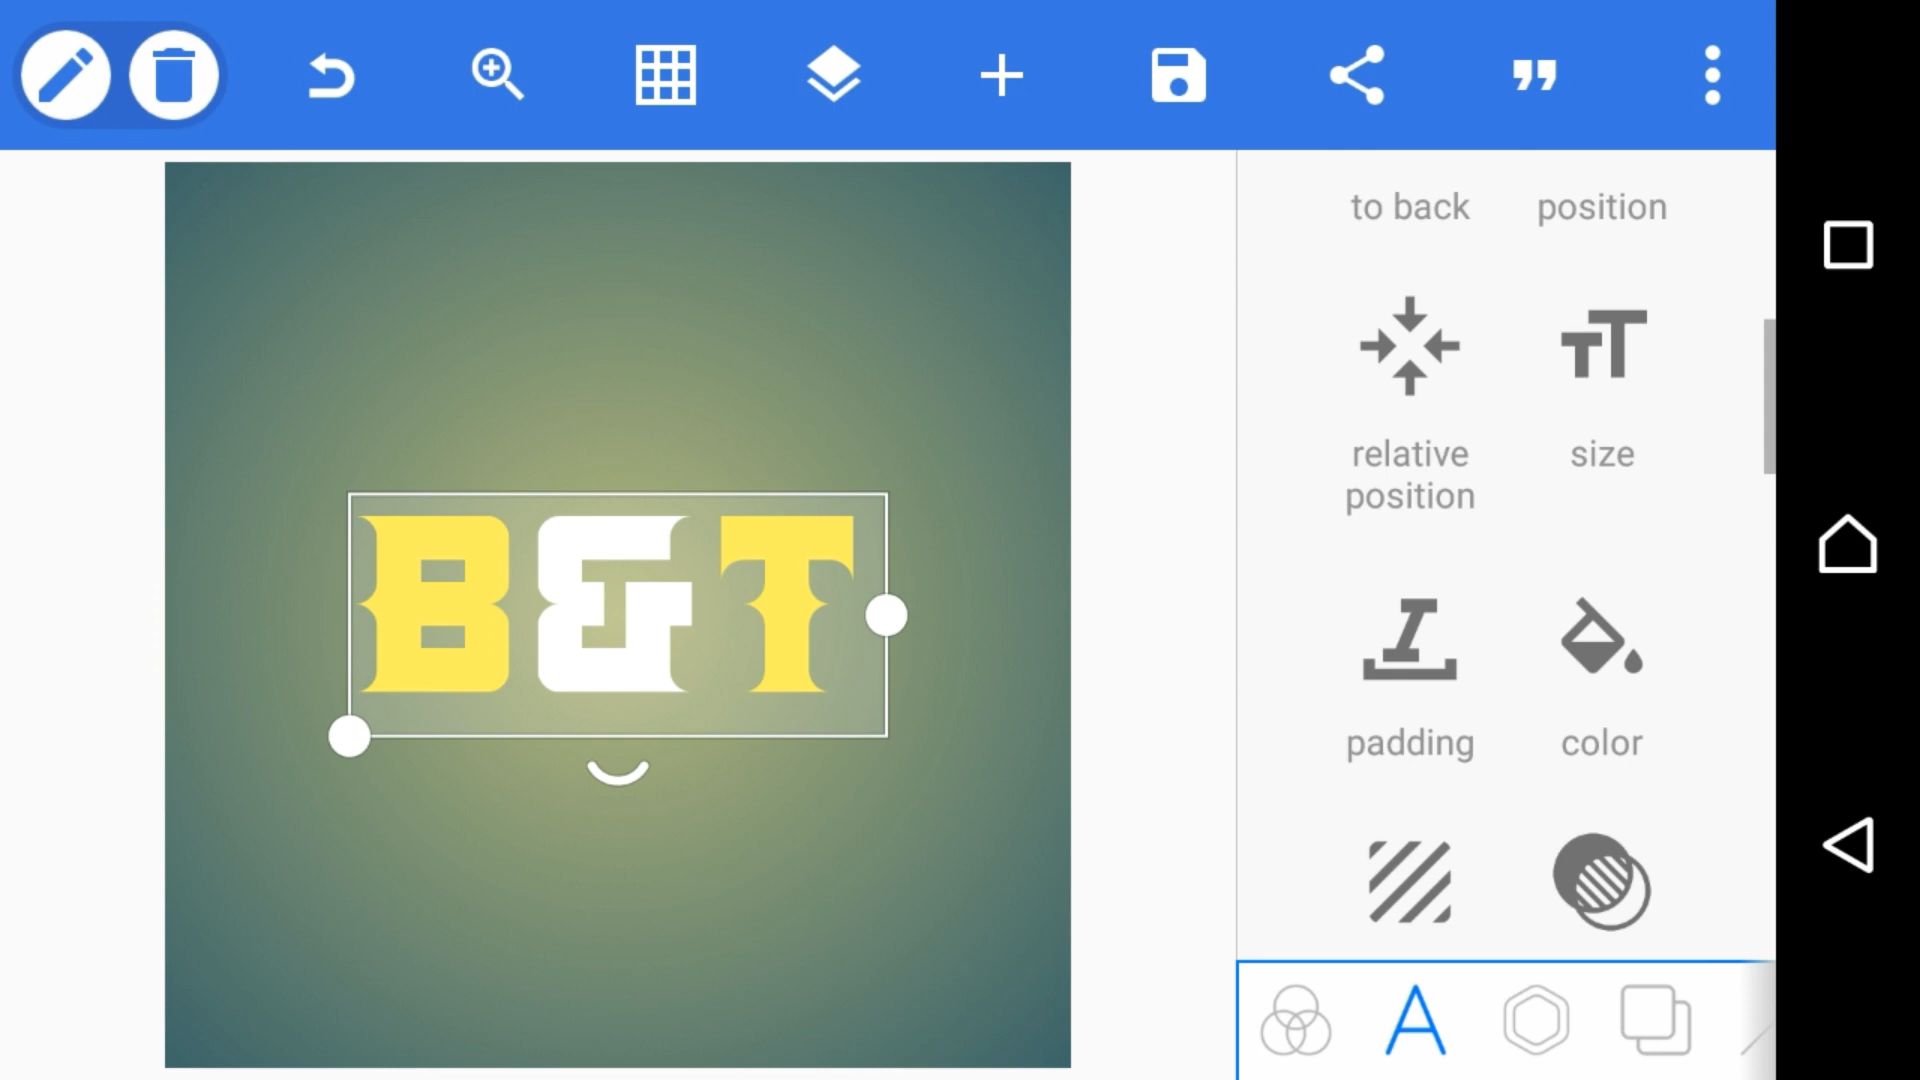 B&T
to back
position
relative
position
size
padding
color